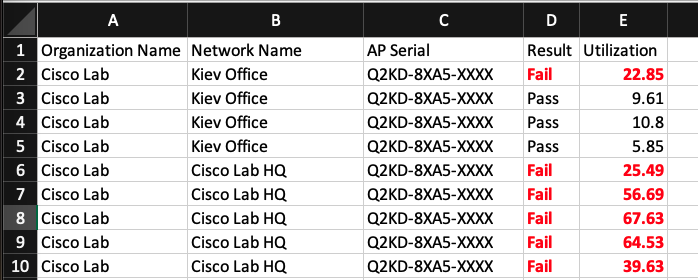 A B C D E
1 Organization Name Network Name AP Serial Result Utilization
2 Cisco Lab Kiev Office Q2KD-8XA5-XXXX Fail 22.85
3 Cisco Lab Kiev Office Q2KD-8XA5-XXXX Pass 9.61
4 Cisco Lab Kiev Office Q2KD-8XA5-XXXX Pass 10.8
5 Cisco Lab Kiev Office Q2KD-8XA5-XXXX Pass 5.85
6 Cisco Lab Cisco Lab HQ Q2KD-8XA5-XXXX Fail 25.49
7 Cisco Lab Cisco Lab HQ Q2KD-8XA5-XXXX Fail 56.69
8 Cisco Lab Cisco Lab HQ Q2KD-8XA5-XXXX Fail 67.63
9 Cisco Lab Cisco Lab HQ Q2KD-8XA5-XXXX Fail 64.53
10 Cisco Lab Cisco Lab HQ Q2KD-8XA5-XXXX Fail 39.63